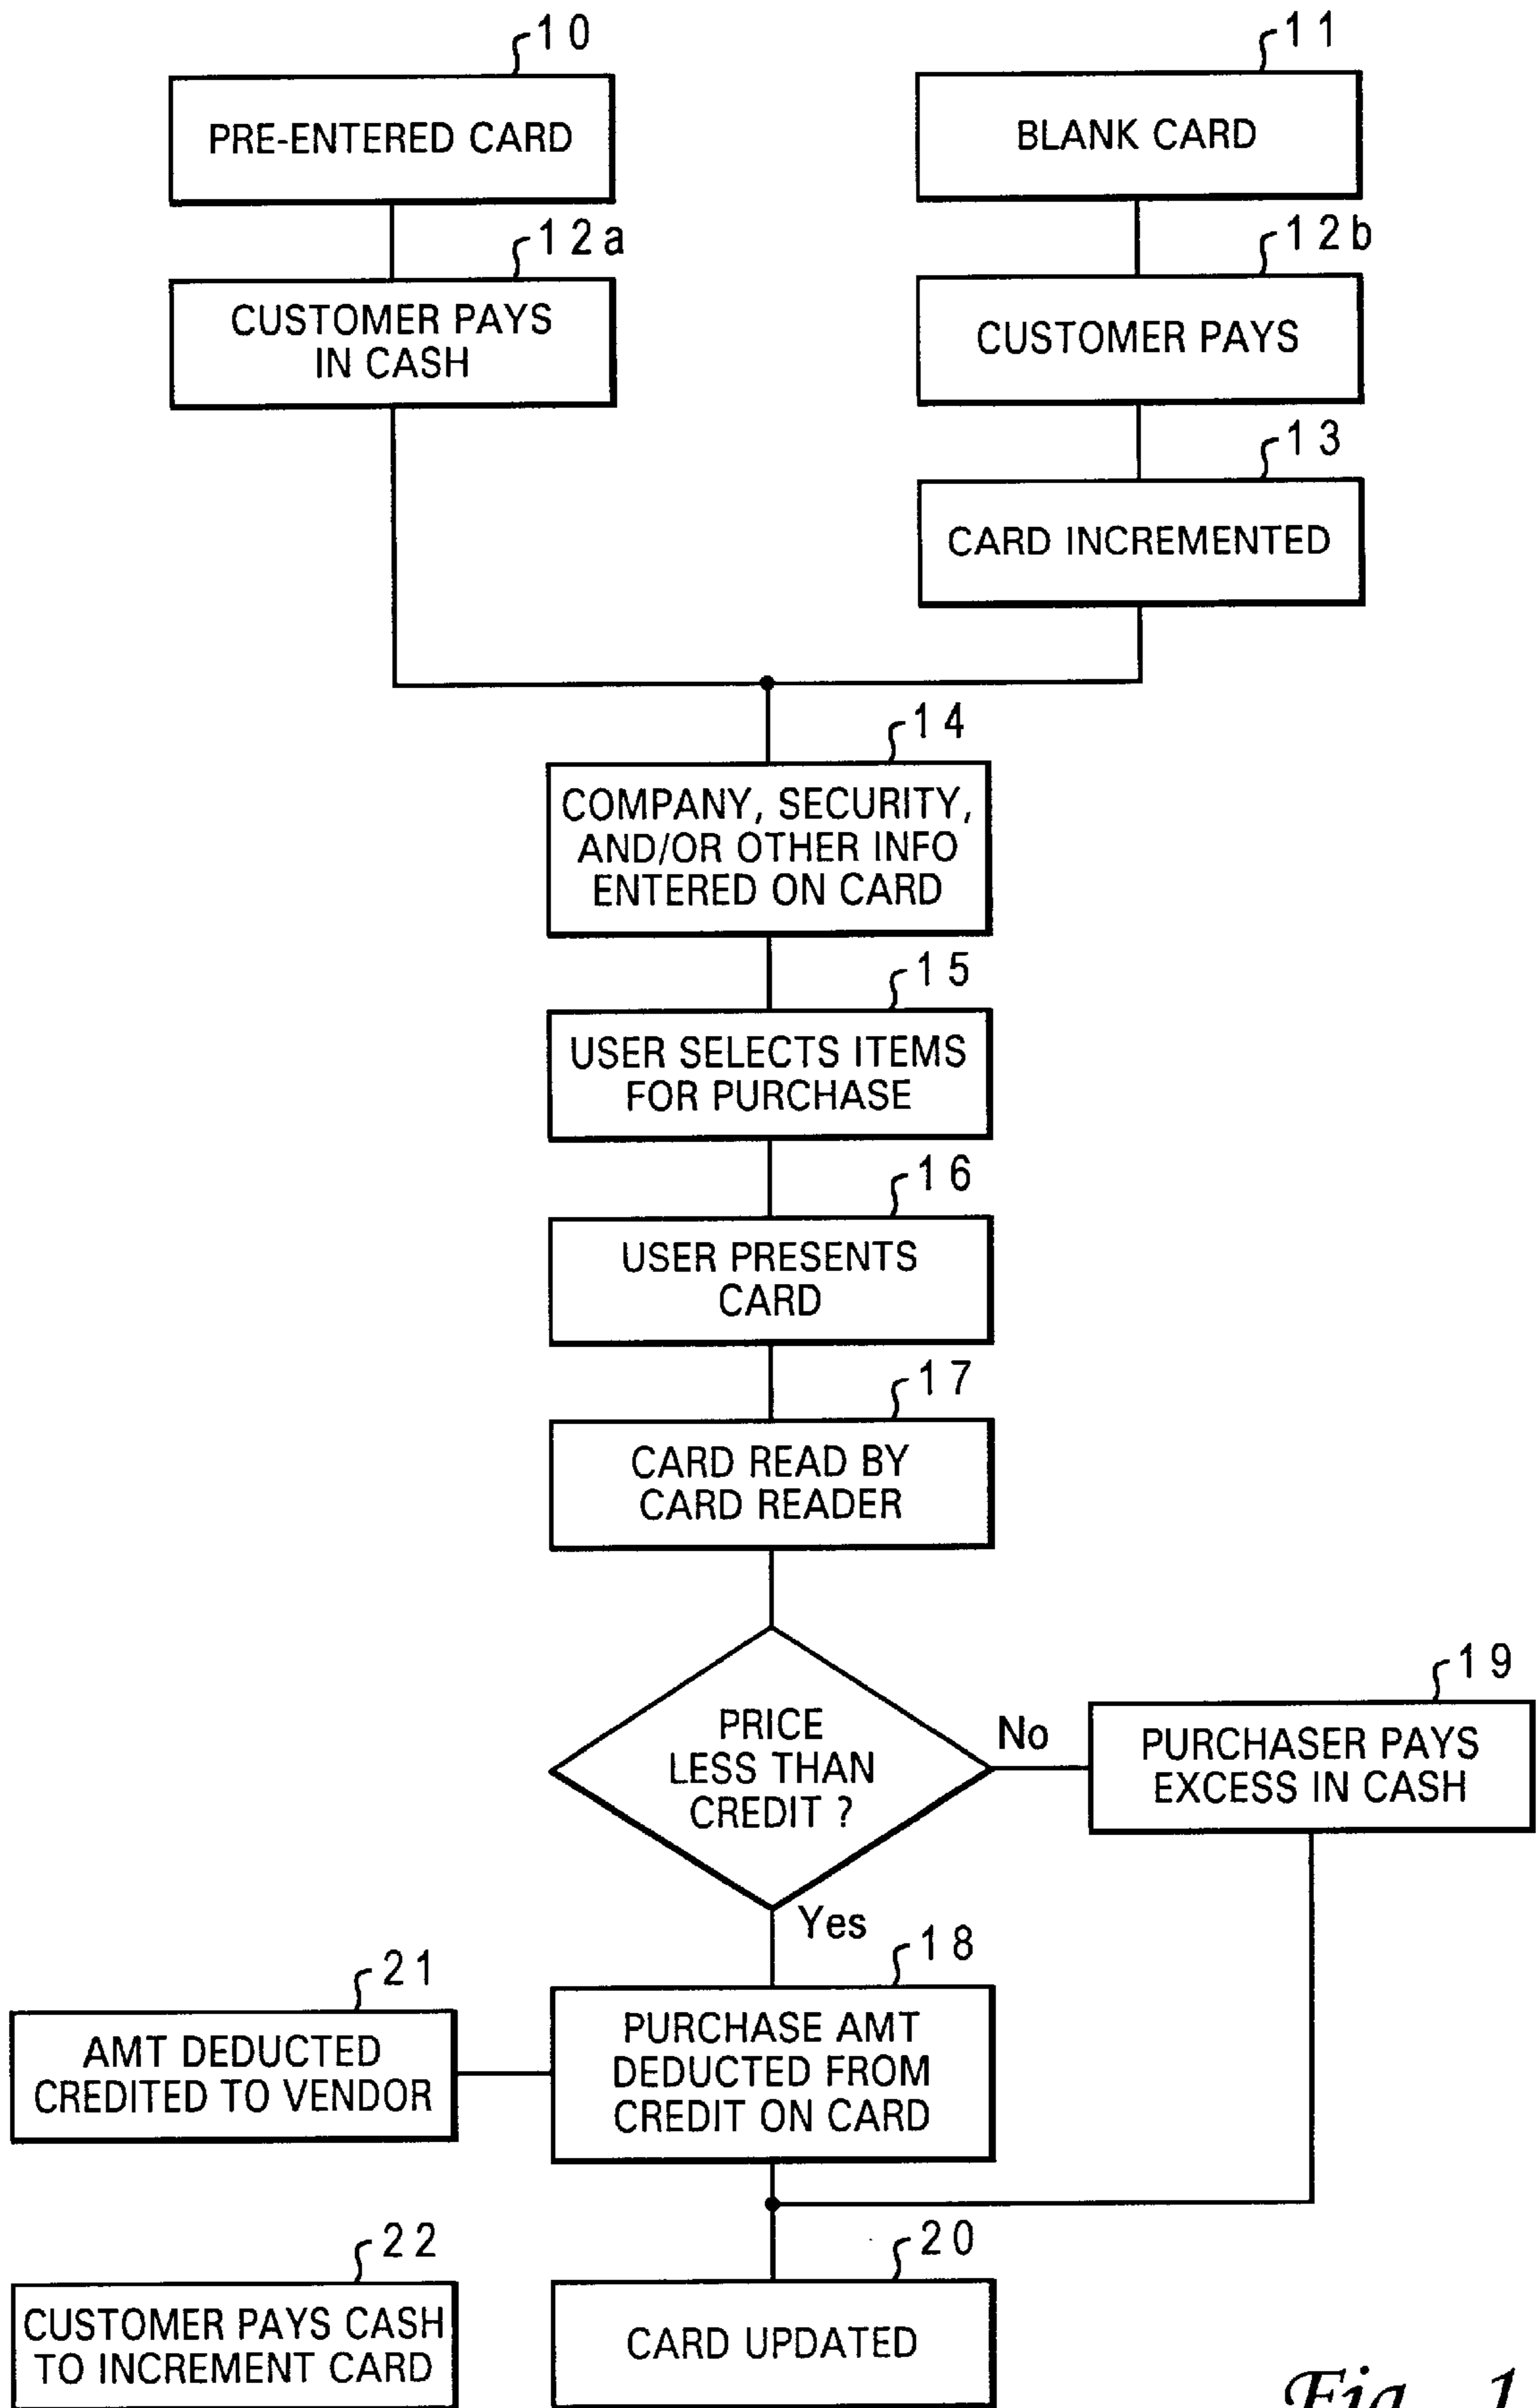 10
PRE-ENTERED CARD
11
BLANK CARD
12a
CUSTOMER PAYS
IN CASH
12b
CUSTOMER PAYS
13
CARD INCREMENTED
14
COMPANY, SECURITY,
AND/OR OTHER INFO
ENTERED ON CARD
15
USER SELECTS ITEMS
FOR PURCHASE
16
USER PRESENTS
CARD
17
CARD READ BY
CARD READER
PRICE
LESS THAN
CREDIT ?
No
19
PURCHASER PAYS
EXCESS IN CASH
Yes
18
PURCHASE AMT
DEDUCTED FROM
CREDIT ON CARD
21
AMT DEDUCTED
CREDITED TO VENDOR
22
CUSTOMER PAYS CASH
TO INCREMENT CARD
20
CARD UPDATED
Fig. 1